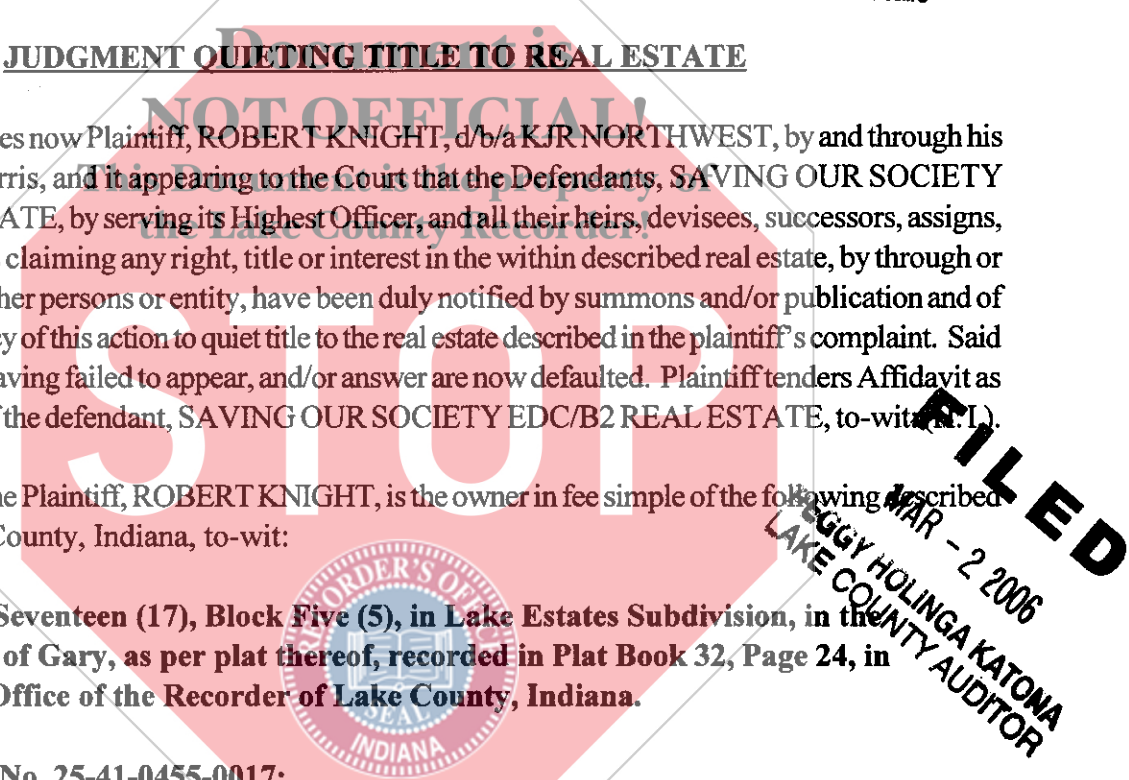 JUDGMENT QUIETING TITLE TO REAL ESTATE
Document is
NOT OFFICIAL!
This Document is the property
the Lake County Recorder!
es now Plaintiff, ROBERT KNIGHT, d/b/a KJR NORTHWEST, by and through his
rris, and it appearing to the Court that the Defendants, SAVING OUR SOCIETY
ATE, by serving its Highest Officer, and all their heirs, devisees, successors, assigns,
claiming any right, title or interest in the within described real estate, by through or
her persons or entity, have been duly notified by summons and/or publication and of
y of this action to quiet title to the real estate described in the plaintiff's complaint. Said
aving failed to appear, and/or answer are now defaulted. Plaintiff tenders Affidavit as
the defendant, SAVING OUR SOCIETY EDC/B2 REAL ESTATE, to-wit
STOP
FILED
MAR - 2 2006
PEGGY HOLINGA KATONA
LAKE COUNTY AUDITOR
e Plaintiff, ROBERT KNIGHT, is the owner in fee simple of the following described
County, Indiana, to-wit:
Seventeen (17), Block Five (5), in Lake Estates Subdivision, in the
of Gary, as per plat thereof, recorded in Plat Book 32, Page 24, in
Office of the Recorder of Lake County, Indiana.
RECORDER'S OFFICE
SEAL
INDIANA
No. 25-41-0455-0017: